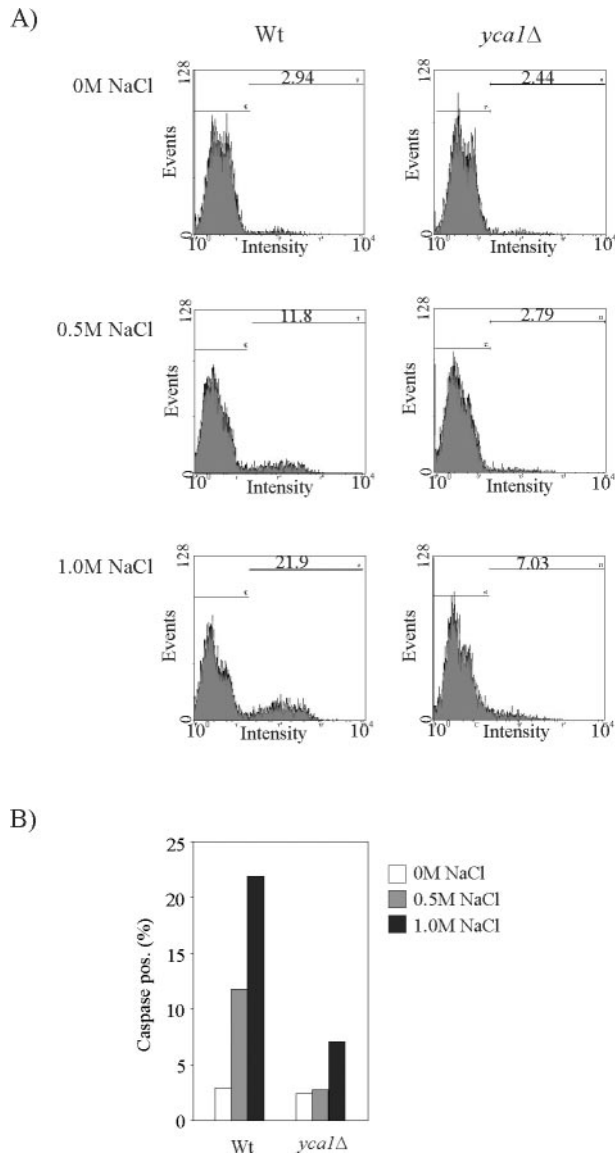 A)
Wt
yca1Δ
0M NaCl
128
2.94
Events
0
10⁰
Intensity
10⁴
128
2.44
Events
0
10⁰
Intensity
10⁴
0.5M NaCl
128
11.8
Events
0
10⁰
Intensity
10⁴
128
2.79
Events
0
10⁰
Intensity
10⁴
1.0M NaCl
128
21.9
Events
0
10⁰
Intensity
10⁴
128
7.03
Events
0
10⁰
Intensity
10⁴
B)
25
20
15
10
5
0
Caspase pos. (%)
Wt
yca1Δ
0M NaCl
0.5M NaCl
1.0M NaCl